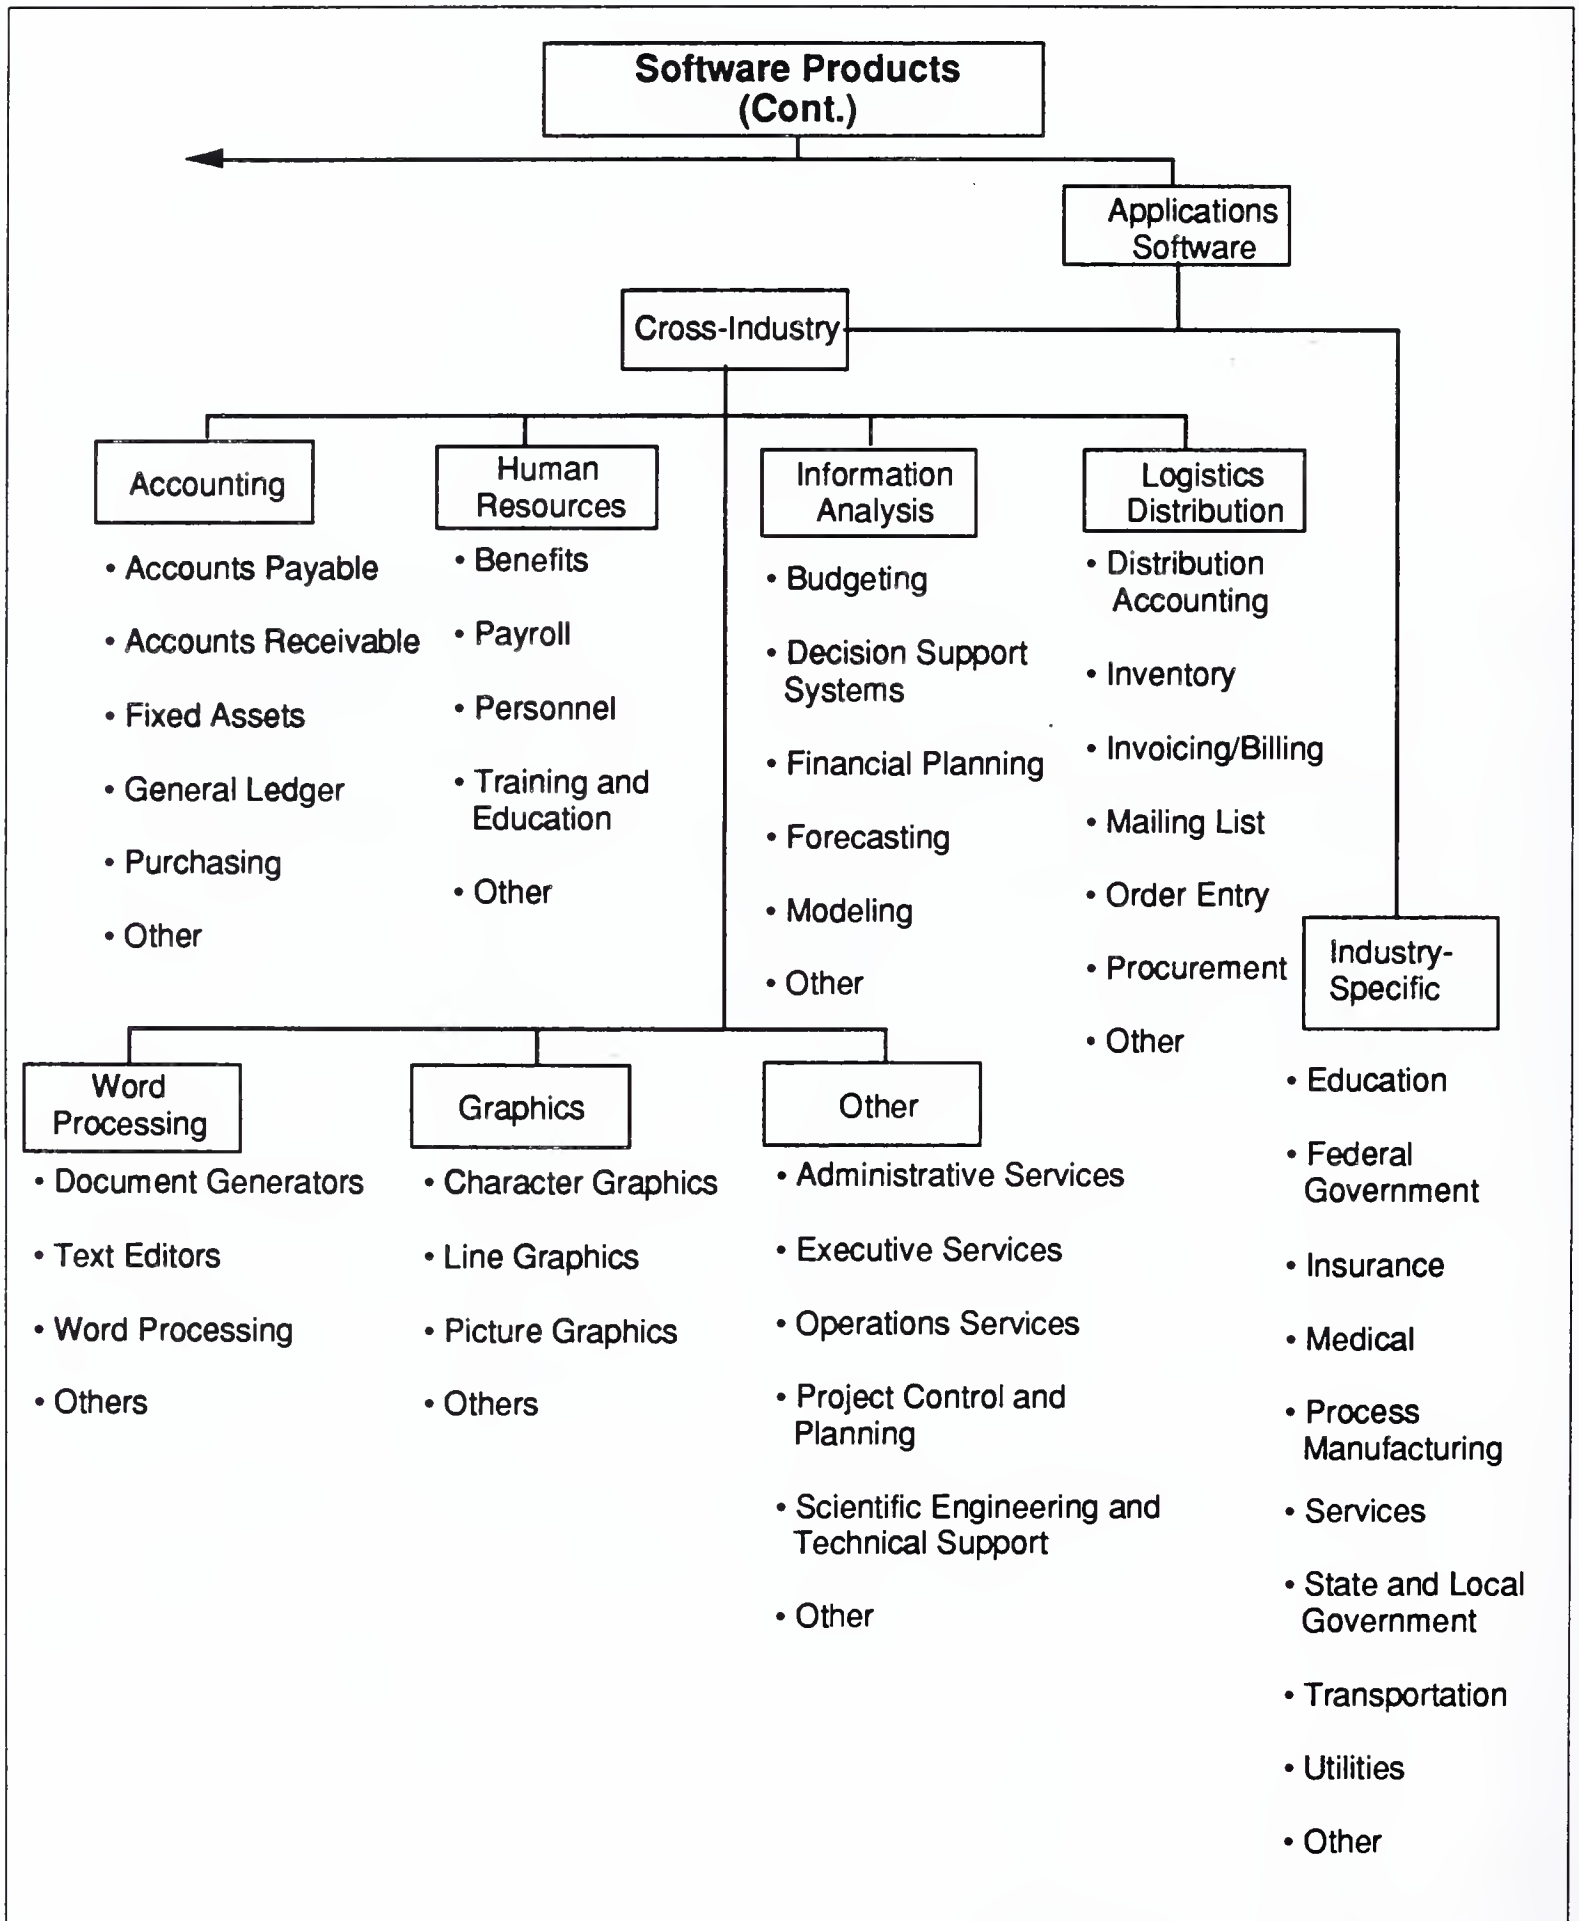 Software Products
(Cont.)
Applications
Software
Cross-Industry
Accounting
• Accounts Payable
• Accounts Receivable
• Fixed Assets
• General Ledger
• Purchasing
• Other
Human
Resources
• Benefits
• Payroll
• Personnel
• Training and
Education
• Other
Information
Analysis
• Budgeting
• Decision Support
Systems
• Financial Planning
• Forecasting
• Modeling
• Other
Logistics
Distribution
• Distribution
Accounting
• Inventory
• Invoicing/Billing
• Mailing List
• Order Entry
• Procurement
• Other
Word
Processing
• Document Generators
• Text Editors
• Word Processing
• Others
Graphics
• Character Graphics
• Line Graphics
• Picture Graphics
• Others
Other
• Administrative Services
• Executive Services
• Operations Services
• Project Control and
Planning
• Scientific Engineering and
Technical Support
• Other
Industry-
Specific
• Education
• Federal
Government
• Insurance
• Medical
• Process
Manufacturing
• Services
• State and Local
Government
• Transportation
• Utilities
• Other